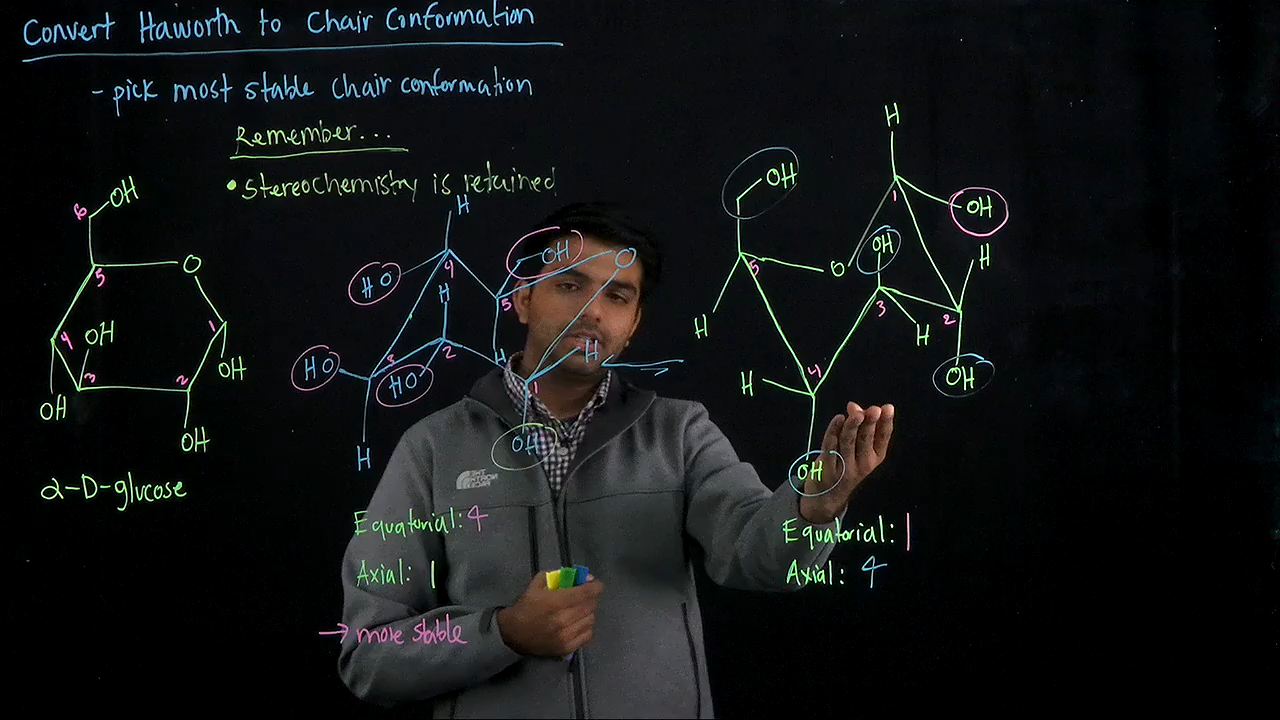 Convert Haworth to Chair Conformation
- pick most stable chair conformation
Remember...
• Stereochemistry is retained
6 OH
5 O
4 OH 1
3 2 OH
OH OH
α-D-glucose
H
HO 4 OH O
H 5
HO 3 HO 2 H H
1
H OH
Equatorial: 4
Axial: 1
→ more stable
H
OH 1 OH
5 O OH H
H 3 H 2
H 4 OH
OH
Equatorial: 1
Axial: 4